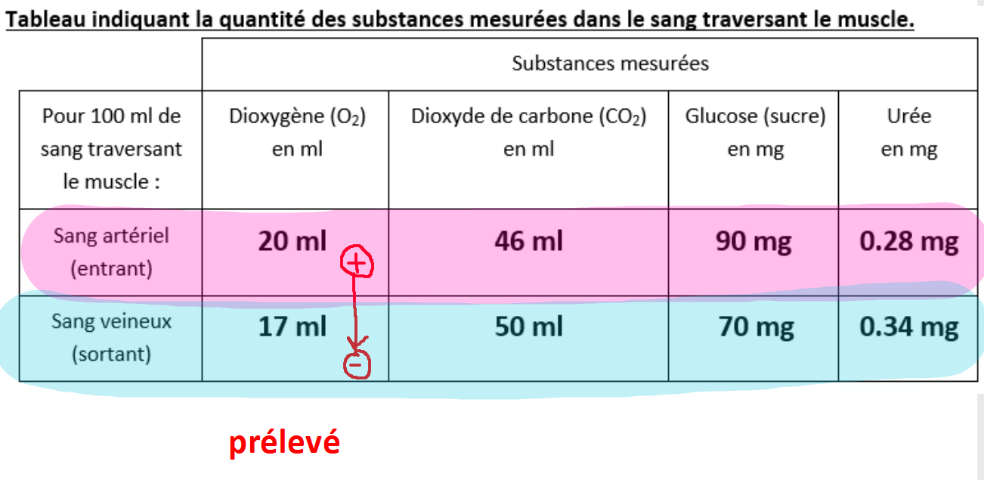 Tableau indiquant la quantité des substances mesurées dans le sang traversant le muscle.
Substances mesurées
Pour 100 ml de
sang traversant
le muscle :
Dioxygène (O₂)
en ml
Dioxyde de carbone (CO₂)
en ml
Glucose (sucre)
en mg
Urée
en mg
Sang artériel
(entrant)
20 ml
+
46 ml
90 mg
0.28 mg
Sang veineux
(sortant)
17 ml
-
50 ml
70 mg
0.34 mg
prélevé